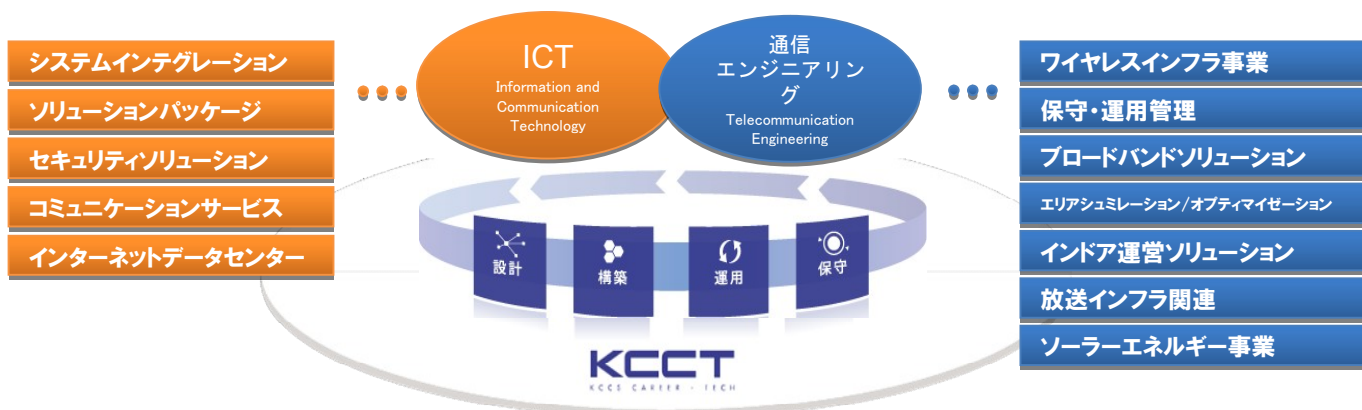 システムインテグレーション
ソリューションパッケージ
セキュリティソリューション
コミュニケーションサービス
インターネットデータセンター
ICT
Information and
Communication
Technology
通信
エンジニアリン
グ
Telecommunication
Engineering
設計
構築
運用
保守
KCCT
KCCS CAREER - TECH
ワイヤレスインフラ事業
保守・運用管理
ブロードバンドソリューション
エリアシュミレーション/オプティマイゼーション
インドア運営ソリューション
放送インフラ関連
ソーラーエネルギー事業